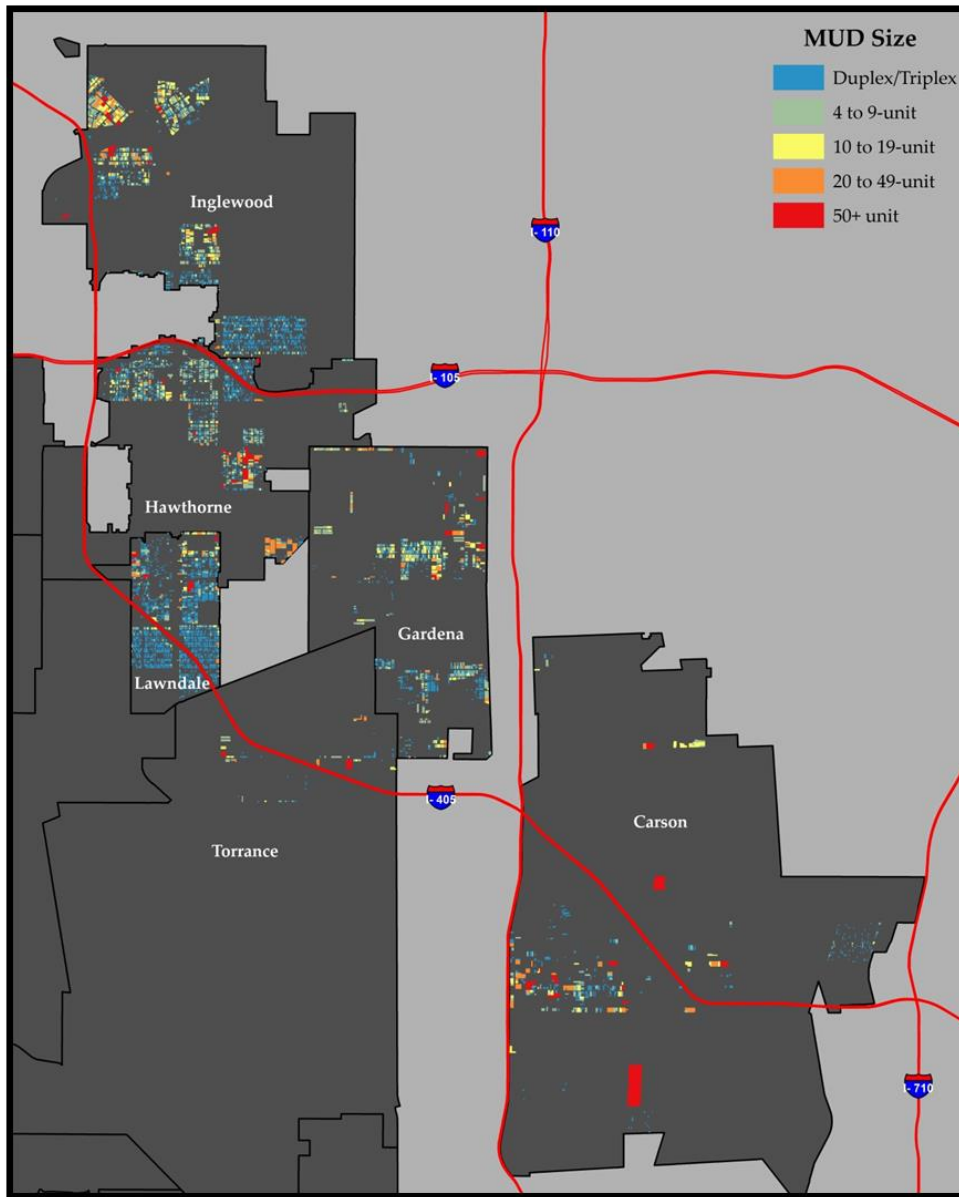 MUD Size
Duplex/Triplex
4 to 9-unit
10 to 19-unit
20 to 49-unit
50+ unit
Inglewood
I-110
I-105
Hawthorne
Gardena
Lawndale
I-405
Carson
Torrance
I-710